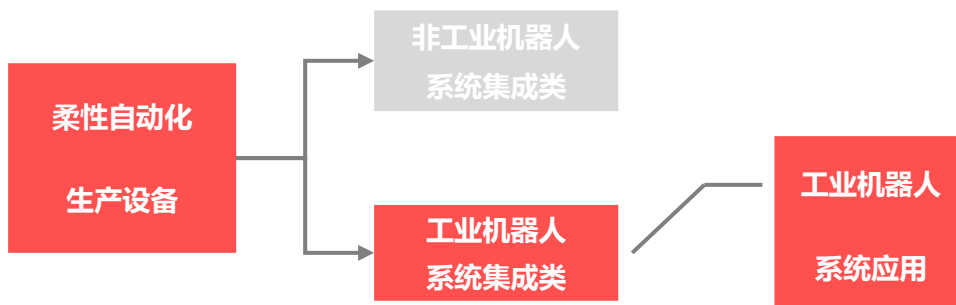 非工业机器人
系统集成类
柔性自动化
生产设备
工业机器人
系统应用
工业机器人
系统集成类